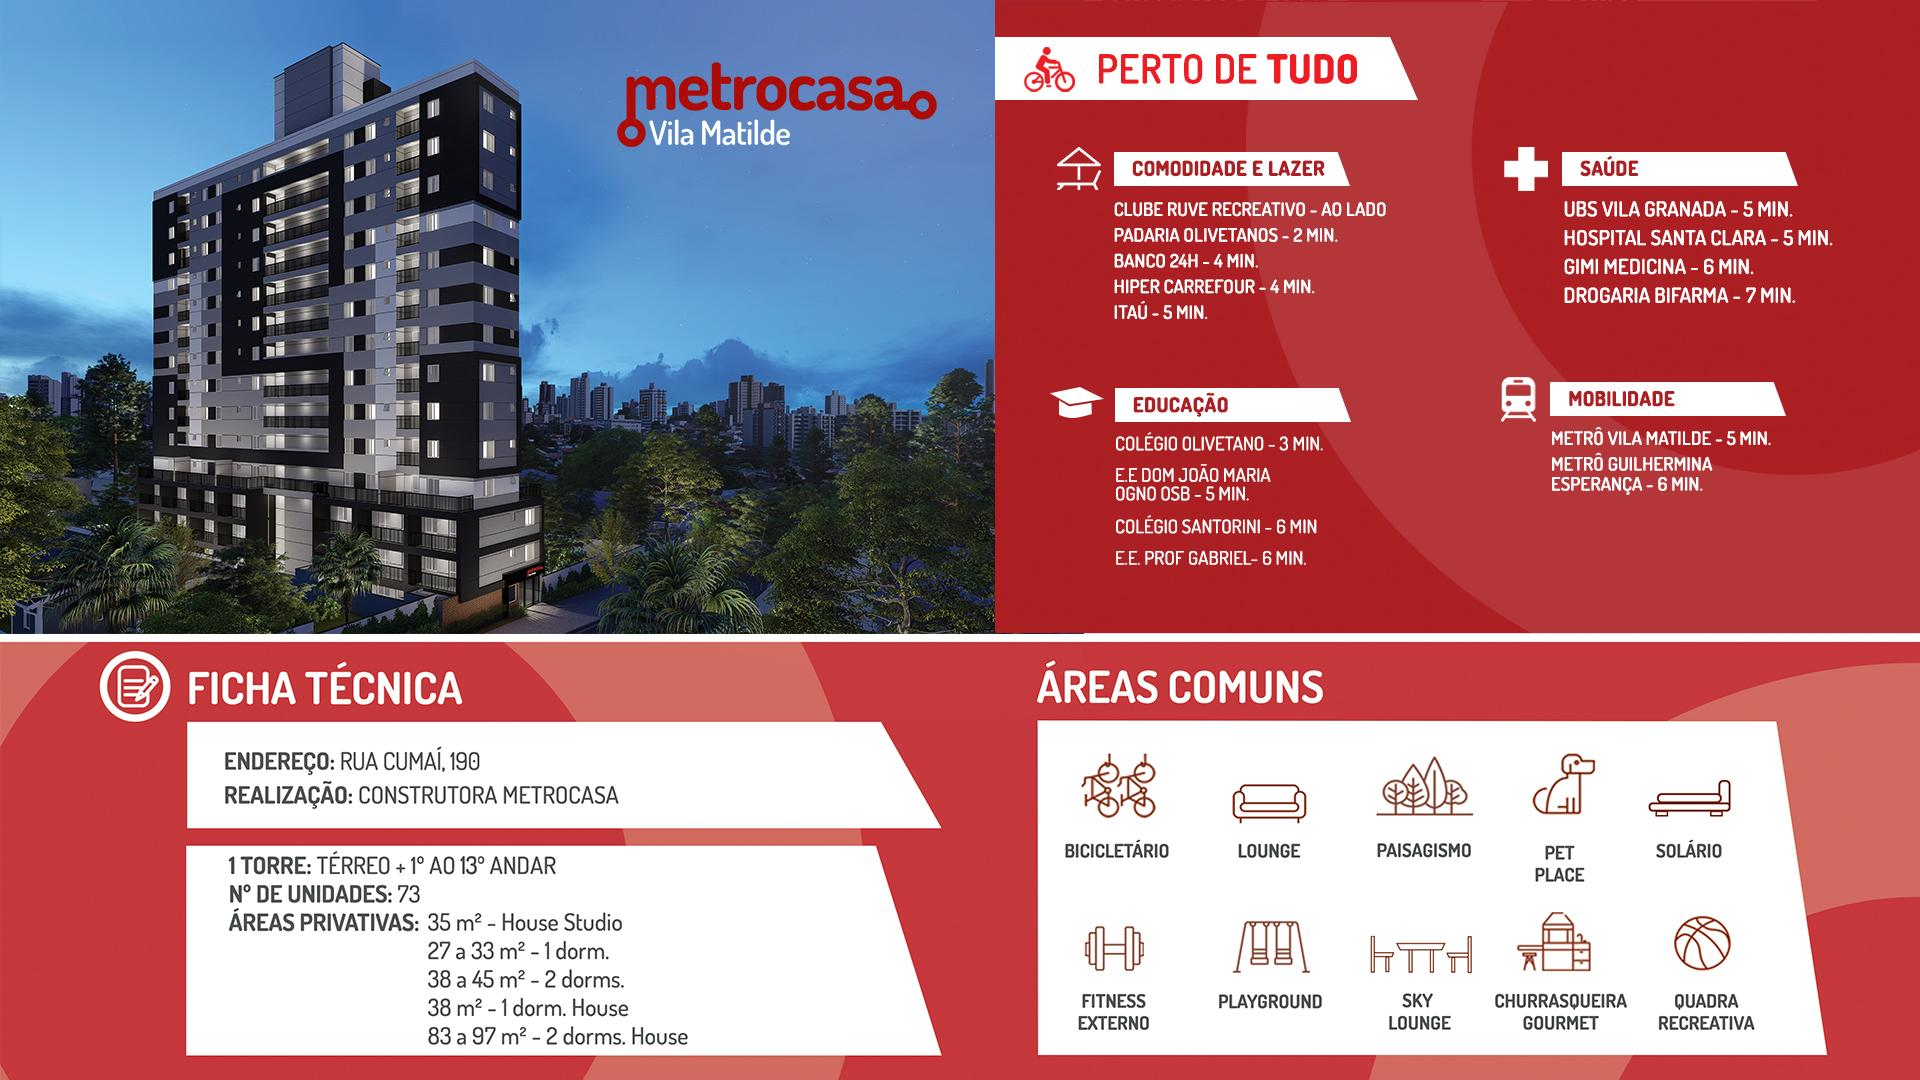 metrocasa
Vila Matilde
PERTO DE TUDO
COMODIDADE E LAZER
CLUBE RUVE RECREATIVO - AO LADO
PADARIA OLIVETANOS - 2 MIN.
BANCO 24H - 4 MIN.
HIPER CARREFOUR - 4 MIN.
ITAÚ - 5 MIN.
SAÚDE
UBS VILA GRANADA - 5 MIN.
HOSPITAL SANTA CLARA - 5 MIN.
GIMI MEDICINA - 6 MIN.
DROGARIA BIFARMA - 7 MIN.
EDUCAÇÃO
COLÉGIO OLIVETANO - 3 MIN.
E.E DOM JOÃO MARIA
OGNO OSB - 5 MIN.
COLÉGIO SANTORINI - 6 MIN
E.E. PROF GABRIEL- 6 MIN.
MOBILIDADE
METRÔ VILA MATILDE - 5 MIN.
METRÔ GUILHERMINA
ESPERANÇA - 6 MIN.
FICHA TÉCNICA
ENDEREÇO: RUA CUMAÍ, 190
REALIZAÇÃO: CONSTRUTORA METROCASA
1 TORRE: TÉRREO + 1º AO 13º ANDAR
Nº DE UNIDADES: 73
ÁREAS PRIVATIVAS: 35 m² - House Studio
27 a 33 m² - 1 dorm.
38 a 45 m² - 2 dorms.
38 m² - 1 dorm. House
83 a 97 m² - 2 dorms. House
ÁREAS COMUNS
BICICLETÁRIO
LOUNGE
PAISAGISMO
PET
PLACE
SOLÁRIO
FITNESS
EXTERNO
PLAYGROUND
SKY
LOUNGE
CHURRASQUEIRA
GOURMET
QUADRA
RECREATIVA